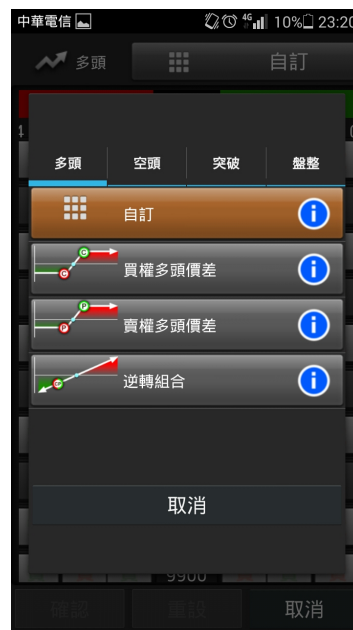 中華電信 4G 10% 23:20
多頭 自訂
多頭 空頭 突破 盤整
自訂
買權多頭價差
賣權多頭價差
逆轉組合
取消
9900
確認 重設 取消